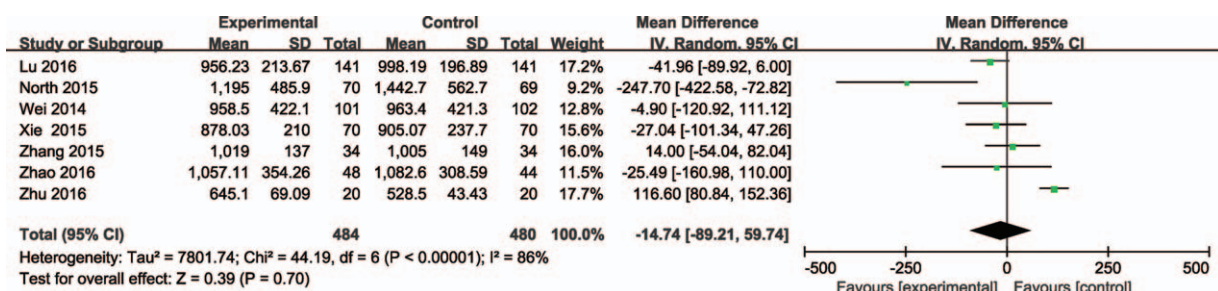 Experimental Control Mean Difference Mean Difference
Study or Subgroup Mean SD Total Mean SD Total Weight IV. Random. 95% CI IV. Random. 95% CI
Lu 2016 956.23 213.67 141 998.19 196.89 141 17.2% -41.96 [-89.92, 6.00]
North 2015 1,195 485.9 70 1,442.7 562.7 69 9.2% -247.70 [-422.58, -72.82]
Wei 2014 958.5 422.1 101 963.4 421.3 102 12.8% -4.90 [-120.92, 111.12]
Xie 2015 878.03 210 70 905.07 237.7 70 15.6% -27.04 [-101.34, 47.26]
Zhang 2015 1,019 137 34 1,005 149 34 16.0% 14.00 [-54.04, 82.04]
Zhao 2016 1,057.11 354.26 48 1,082.6 308.59 44 11.5% -25.49 [-160.98, 110.00]
Zhu 2016 645.1 69.09 20 528.5 43.43 20 17.7% 116.60 [80.84, 152.36]
Total (95% CI) 484 480 100.0% -14.74 [-89.21, 59.74]
Heterogeneity: Tau² = 7801.74; Chi² = 44.19, df = 6 (P < 0.00001); I² = 86%
Test for overall effect: Z = 0.39 (P = 0.70)
-500 -250 0 250 500
Favours [experimental] Favours [control]